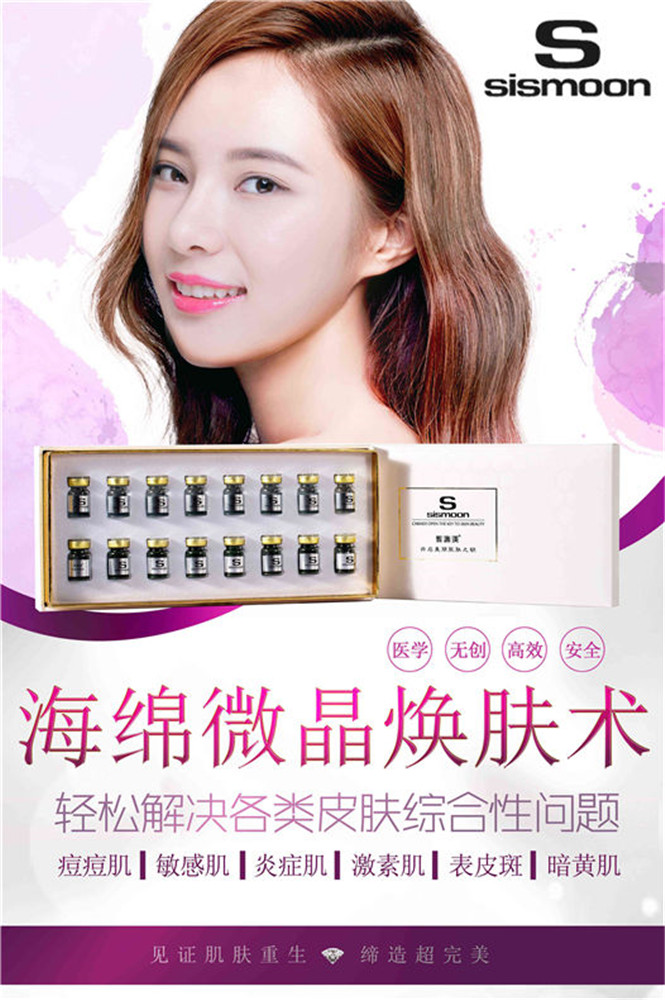 S
sismoon
S
sismoon
医学 无创 高效 安全
海绵微晶焕肤术
轻松解决各类皮肤综合性问题
痘痘肌 敏感肌 炎症肌 激素肌 表皮斑 暗黄肌
见证肌肤重生 缔造超完美